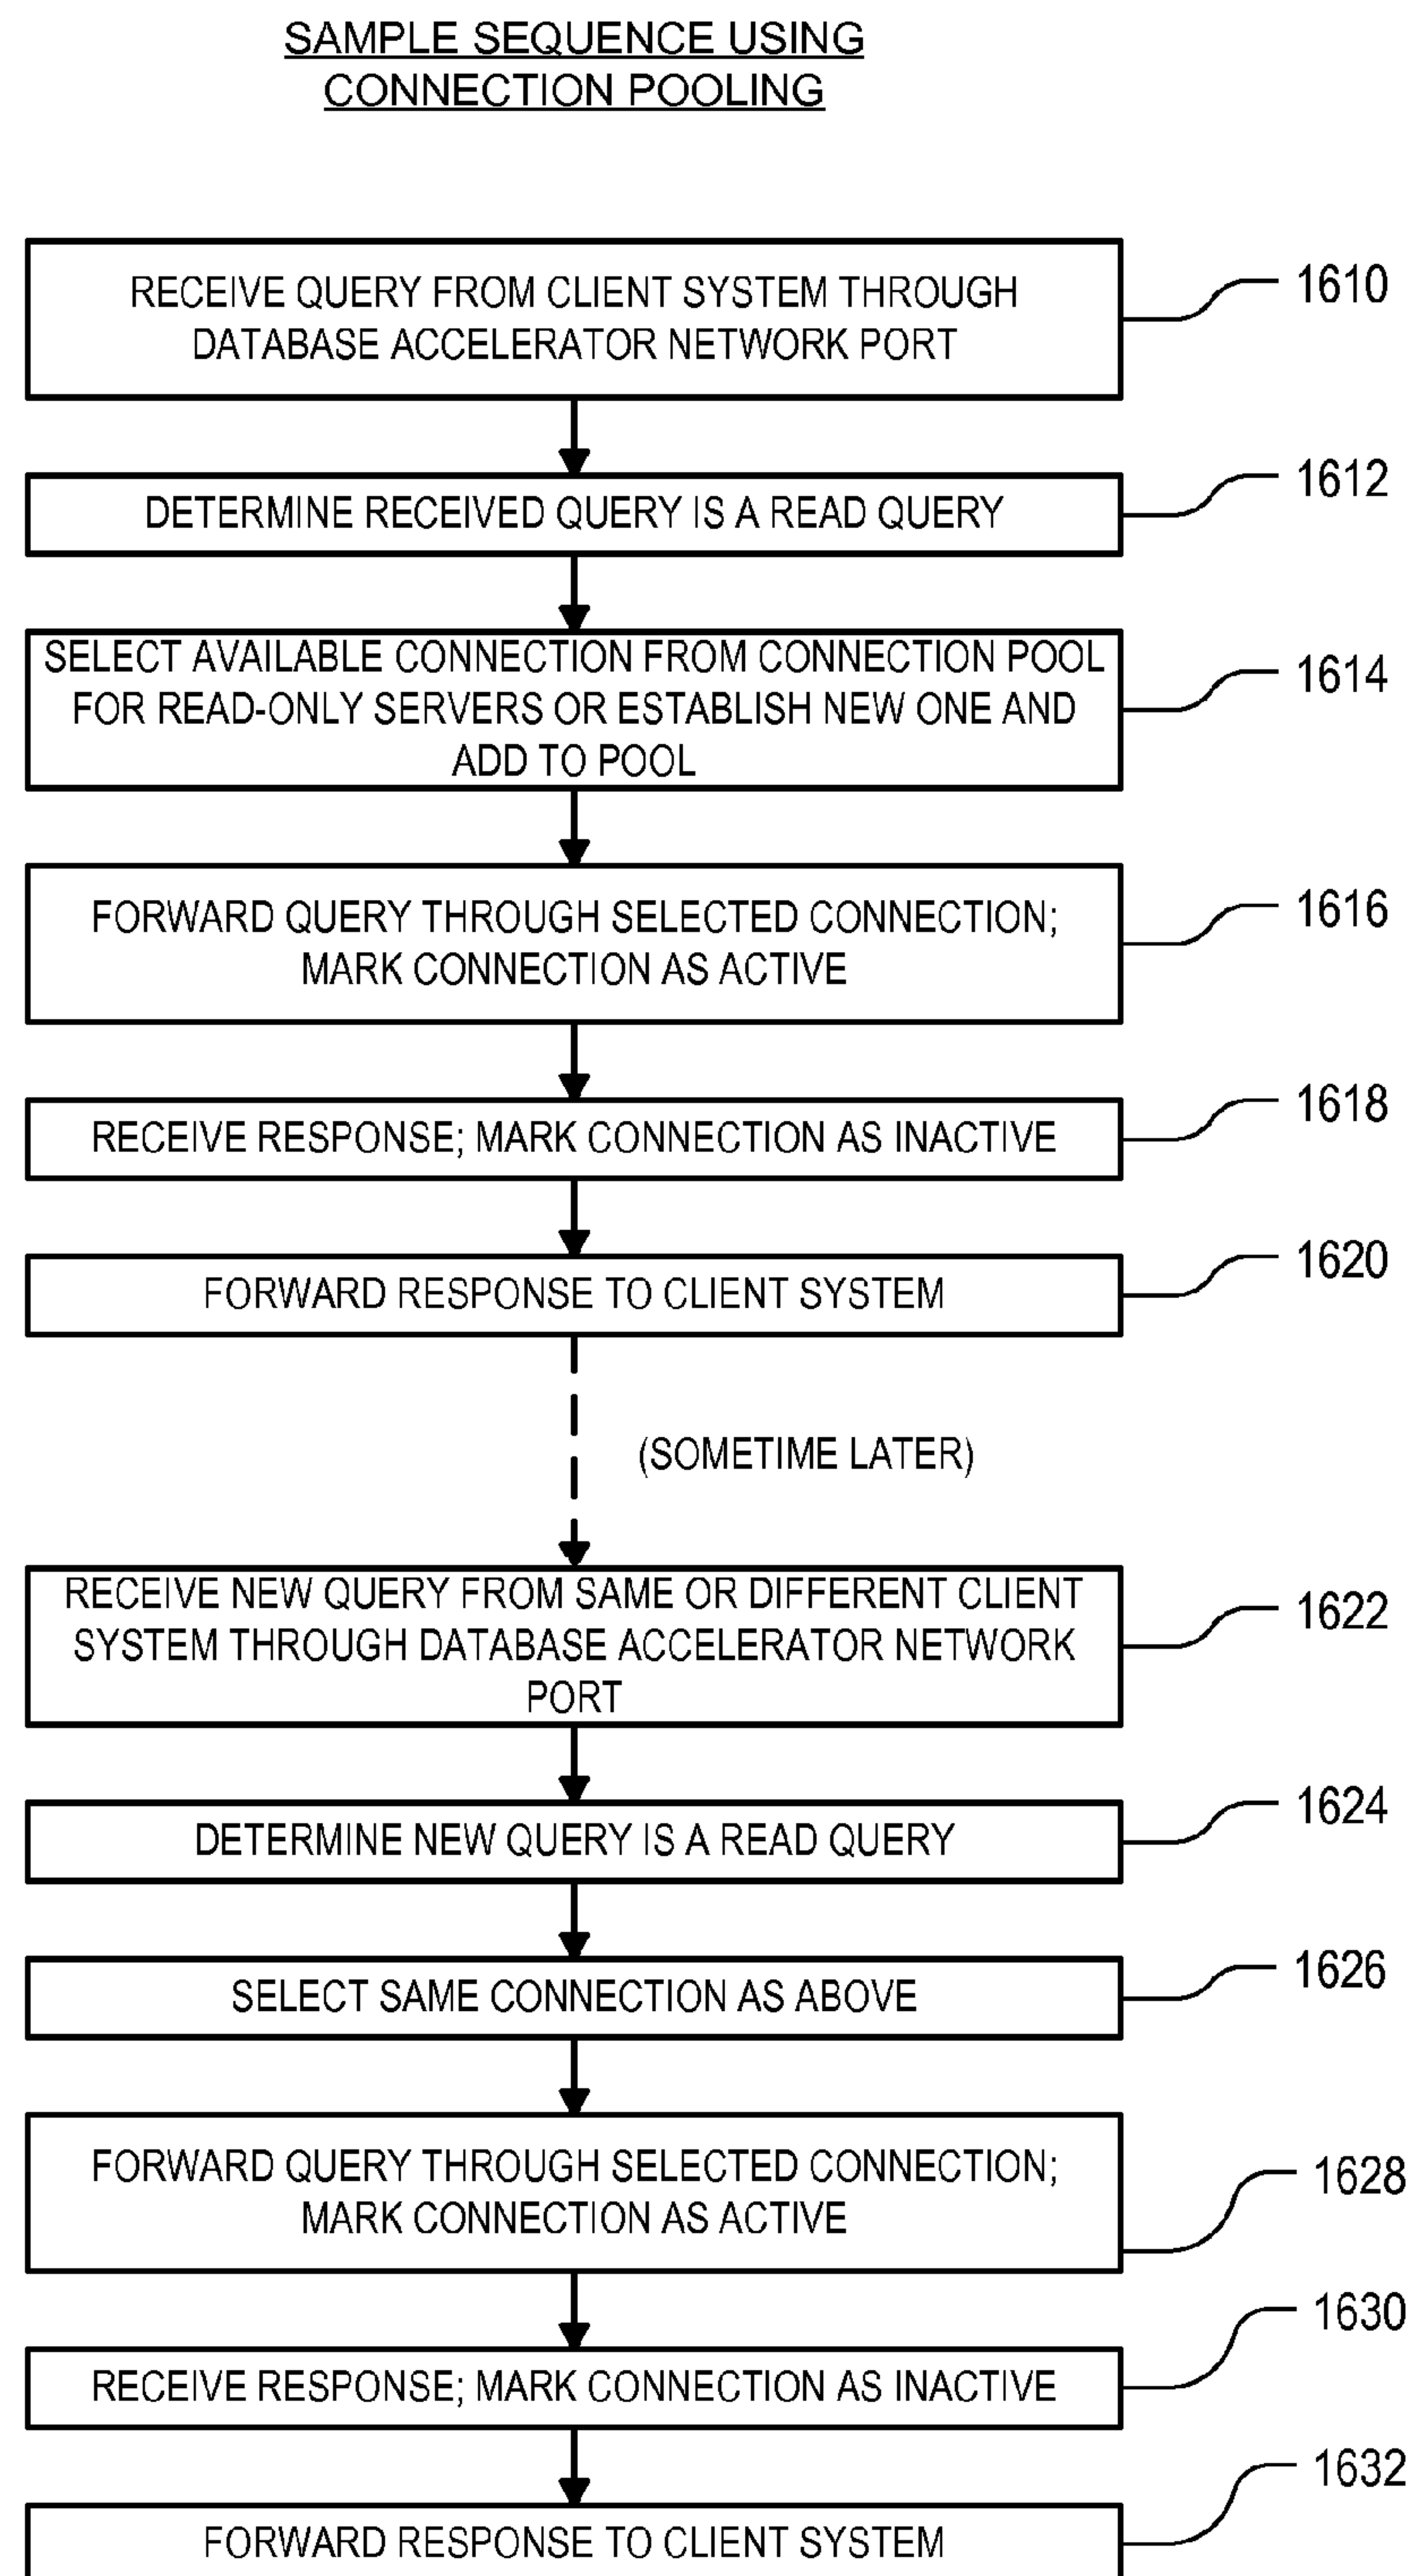 SAMPLE SEQUENCE USING
CONNECTION POOLING
RECEIVE QUERY FROM CLIENT SYSTEM THROUGH
DATABASE ACCELERATOR NETWORK PORT
1610
DETERMINE RECEIVED QUERY IS A READ QUERY
1612
SELECT AVAILABLE CONNECTION FROM CONNECTION POOL
FOR READ-ONLY SERVERS OR ESTABLISH NEW ONE AND
ADD TO POOL
1614
FORWARD QUERY THROUGH SELECTED CONNECTION;
MARK CONNECTION AS ACTIVE
1616
RECEIVE RESPONSE; MARK CONNECTION AS INACTIVE
1618
FORWARD RESPONSE TO CLIENT SYSTEM
1620
(SOMETIME LATER)
RECEIVE NEW QUERY FROM SAME OR DIFFERENT CLIENT
SYSTEM THROUGH DATABASE ACCELERATOR NETWORK
PORT
1622
DETERMINE NEW QUERY IS A READ QUERY
1624
SELECT SAME CONNECTION AS ABOVE
1626
FORWARD QUERY THROUGH SELECTED CONNECTION;
MARK CONNECTION AS ACTIVE
1628
RECEIVE RESPONSE; MARK CONNECTION AS INACTIVE
1630
FORWARD RESPONSE TO CLIENT SYSTEM
1632